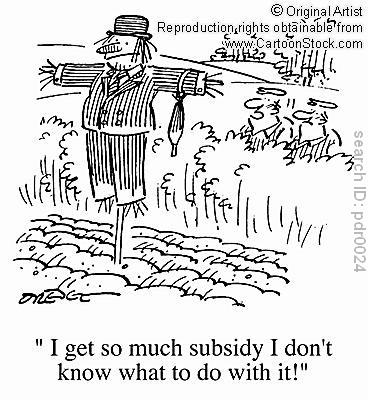 © Original Artist
Reproduction rights obtainable from
www.CartoonStock.com
search ID: pdr0024
" I get so much subsidy I don't
know what to do with it!"